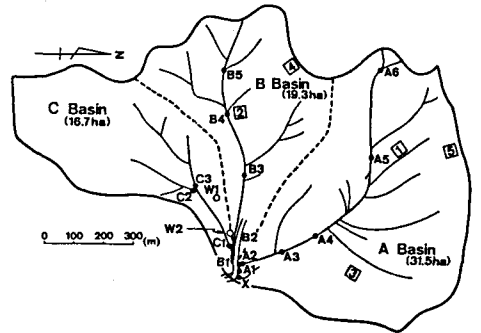 N
C Basin
(16.7ha)
B Basin
(19.3ha)
A Basin
(31.5ha)
A6
B5
4
B4
2
1
5
A5
B3
C3
W1
C2
W2
B2
C1
A4
A3
A2
B1
A1
X
3
0 100 200 300(m)